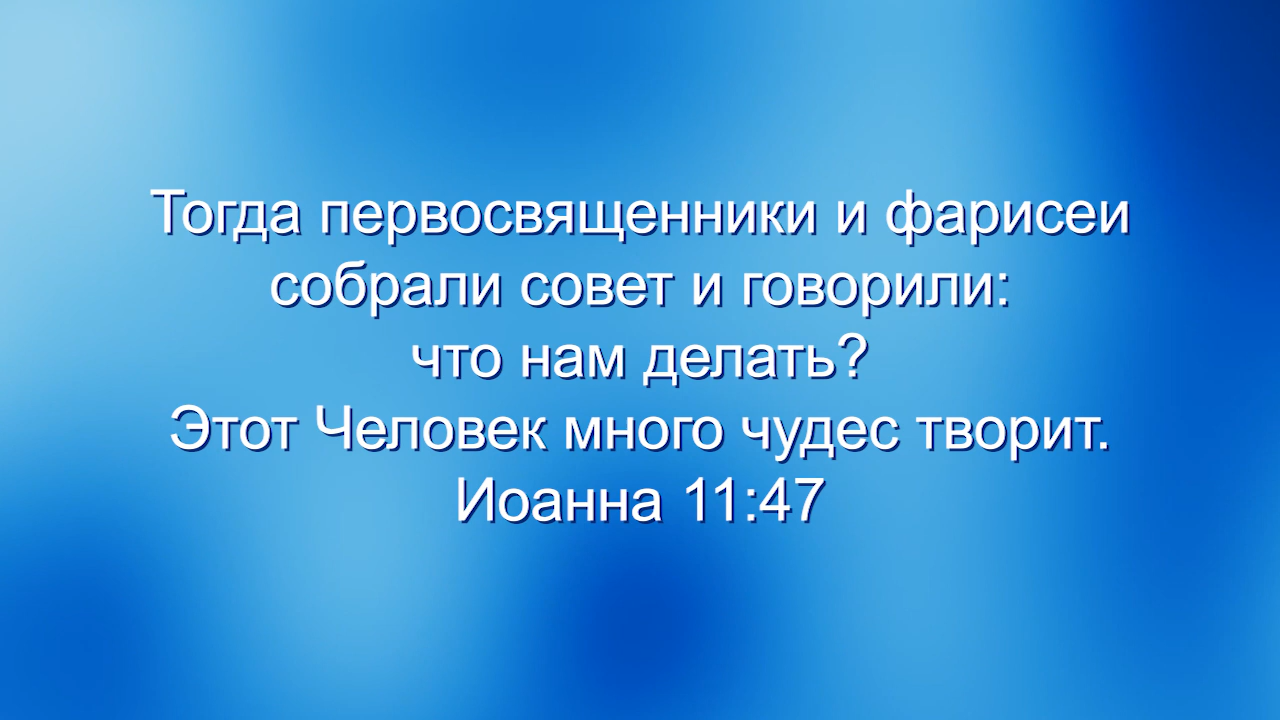 Тогда первосвященники и фарисеи
собрали совет и говорили:
что нам делать?
Этот Человек много чудес творит.
Иоанна 11:47